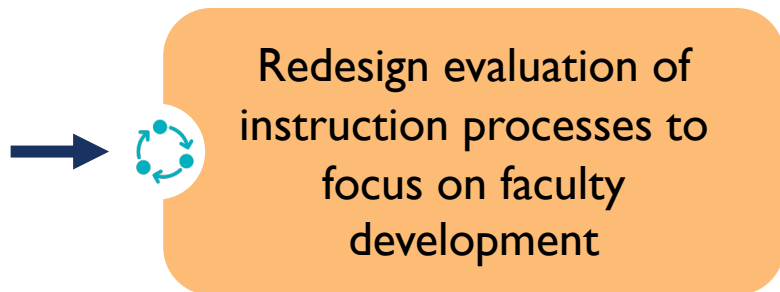 Redesign evaluation of
instruction processes to
focus on faculty
development